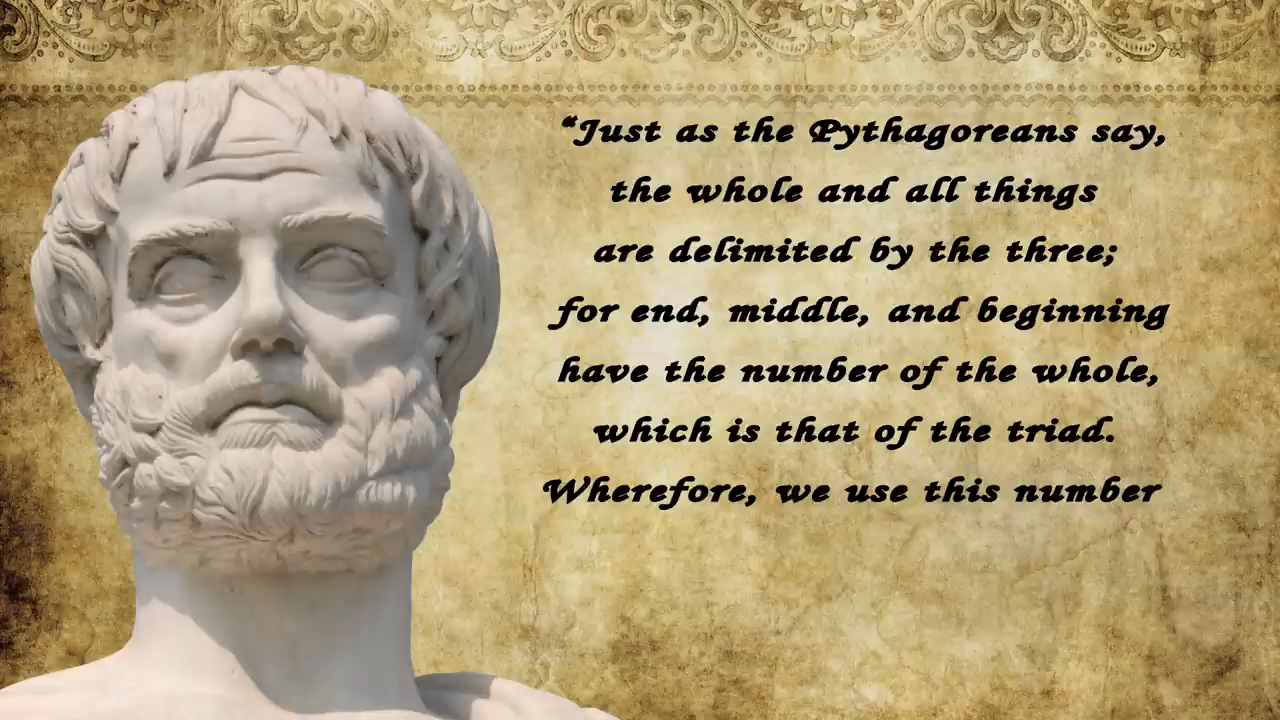 “Just as the Pythagoreans say,
the whole and all things
are delimited by the three;
for end, middle, and beginning
have the number of the whole,
which is that of the triad.
Wherefore, we use this number